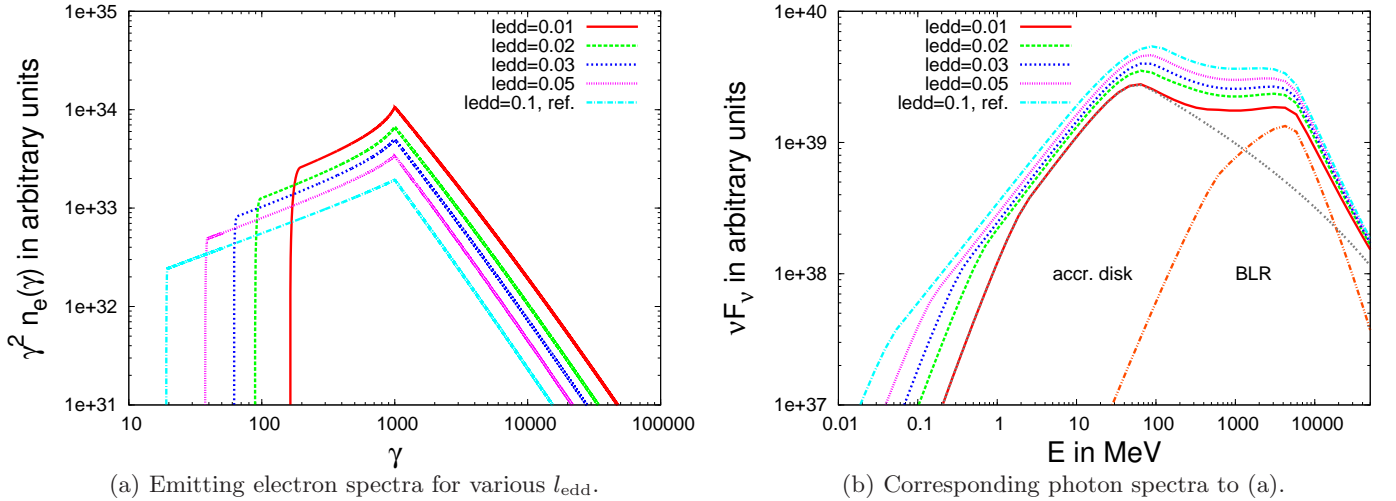 γ² nₑ(γ) in arbitrary units
1e+35
1e+34
1e+33
1e+32
1e+31
10
100
1000
10000
100000
γ
ledd=0.01
ledd=0.02
ledd=0.03
ledd=0.05
ledd=0.1, ref.
(a) Emitting electron spectra for various l_edd.
νF_ν in arbitrary units
1e+40
1e+39
1e+38
1e+37
0.01
0.1
1
10
100
1000
10000
E in MeV
ledd=0.01
ledd=0.02
ledd=0.03
ledd=0.05
ledd=0.1, ref.
accr. disk
BLR
(b) Corresponding photon spectra to (a).